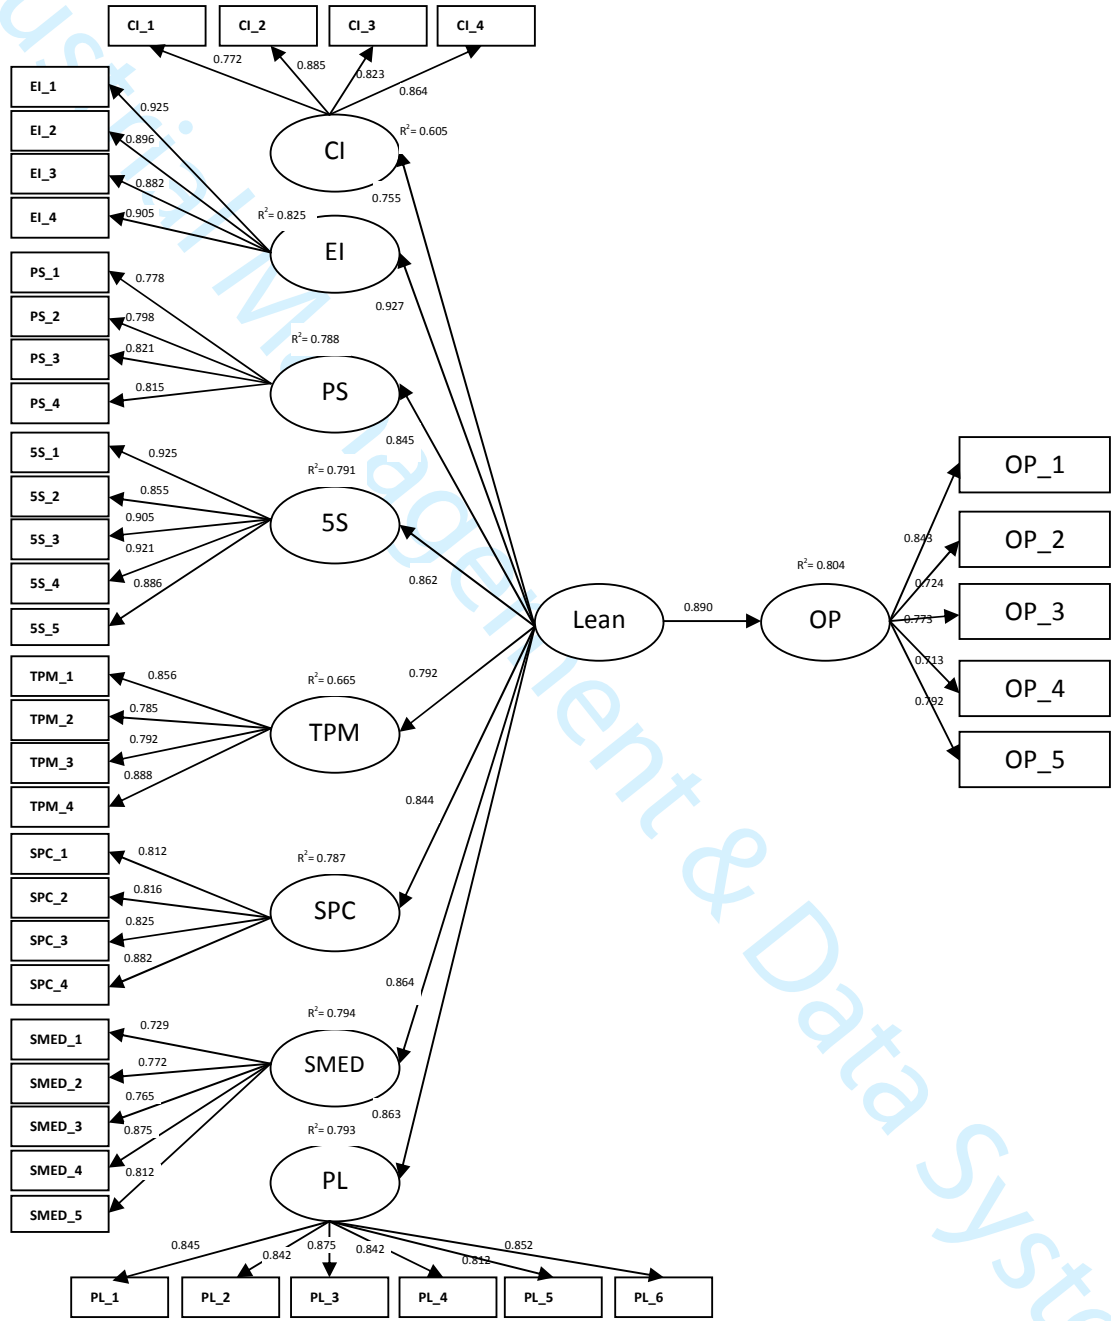 CI_1 CI_2 CI_3 CI_4
0.772 0.885 0.823 0.864
EI_1
EI_2
EI_3
EI_4
0.925
0.896
0.882
0.905
CI
R²= 0.605
0.755
R²= 0.825
EI
0.927
PS_1
PS_2
PS_3
PS_4
0.778
0.798
0.821
0.815
R²= 0.788
PS
0.845
5S_1
5S_2
5S_3
5S_4
5S_5
0.925
0.855
0.905
0.921
0.886
R²= 0.791
5S
0.862
TPM_1
TPM_2
TPM_3
TPM_4
0.856
0.785
0.792
0.888
R²= 0.665
TPM
0.792
SPC_1
SPC_2
SPC_3
SPC_4
0.812
0.816
0.825
0.882
R²= 0.787
SPC
0.844
SMED_1
SMED_2
SMED_3
SMED_4
SMED_5
0.729
0.772
0.765
0.875
0.812
R²= 0.794
SMED
0.864
R²= 0.793
PL
0.863
0.845 0.842 0.875 0.842 0.812 0.852
PL_1 PL_2 PL_3 PL_4 PL_5 PL_6
Lean
0.890
R²= 0.804
OP
0.843
0.724
0.773
0.713
0.792
OP_1
OP_2
OP_3
OP_4
OP_5
ustrial Management & Data Syste